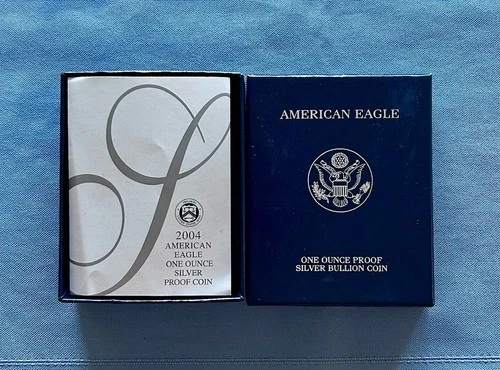 2004
AMERICAN
EAGLE
ONE OUNCE
SILVER
PROOF COIN
AMERICAN EAGLE
ONE OUNCE PROOF
SILVER BULLION COIN